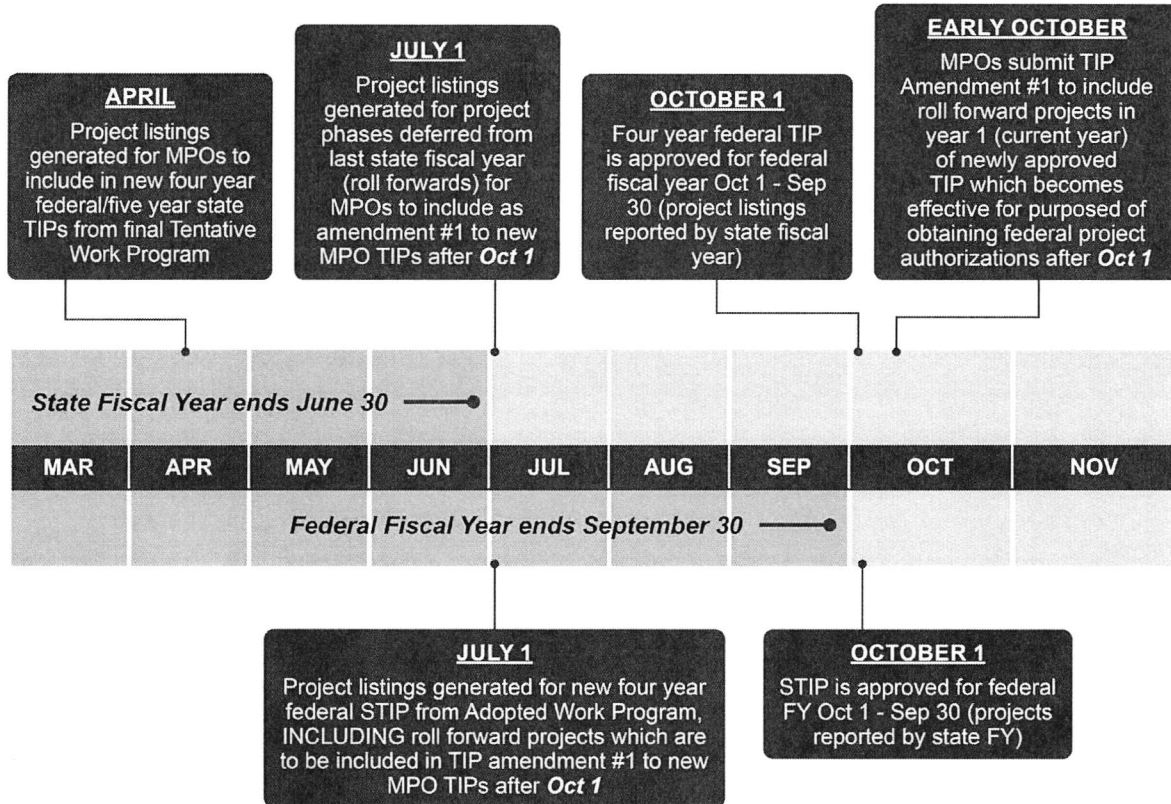 APRIL
Project listings
generated for MPOs to
include in new four year
federal/five year state
TIPs from final Tentative
Work Program
JULY 1
Project listings
generated for project
phases deferred from
last state fiscal year
(roll forwards) for
MPOs to include as
amendment #1 to new
MPO TIPs after Oct 1
OCTOBER 1
Four year federal TIP
is approved for federal
fiscal year Oct 1 - Sep
30 (project listings
reported by state fiscal
year)
EARLY OCTOBER
MPOs submit TIP
Amendment #1 to include
roll forward projects in
year 1 (current year)
of newly approved
TIP which becomes
effective for purposed of
obtaining federal project
authorizations after Oct 1
State Fiscal Year ends June 30
MAR APR MAY JUN JUL AUG SEP OCT NOV
Federal Fiscal Year ends September 30
JULY 1
Project listings generated for new four year
federal STIP from Adopted Work Program,
INCLUDING roll forward projects which are
to be included in TIP amendment #1 to new
MPO TIPs after Oct 1
OCTOBER 1
STIP is approved for federal
FY Oct 1 - Sep 30 (projects
reported by state FY)